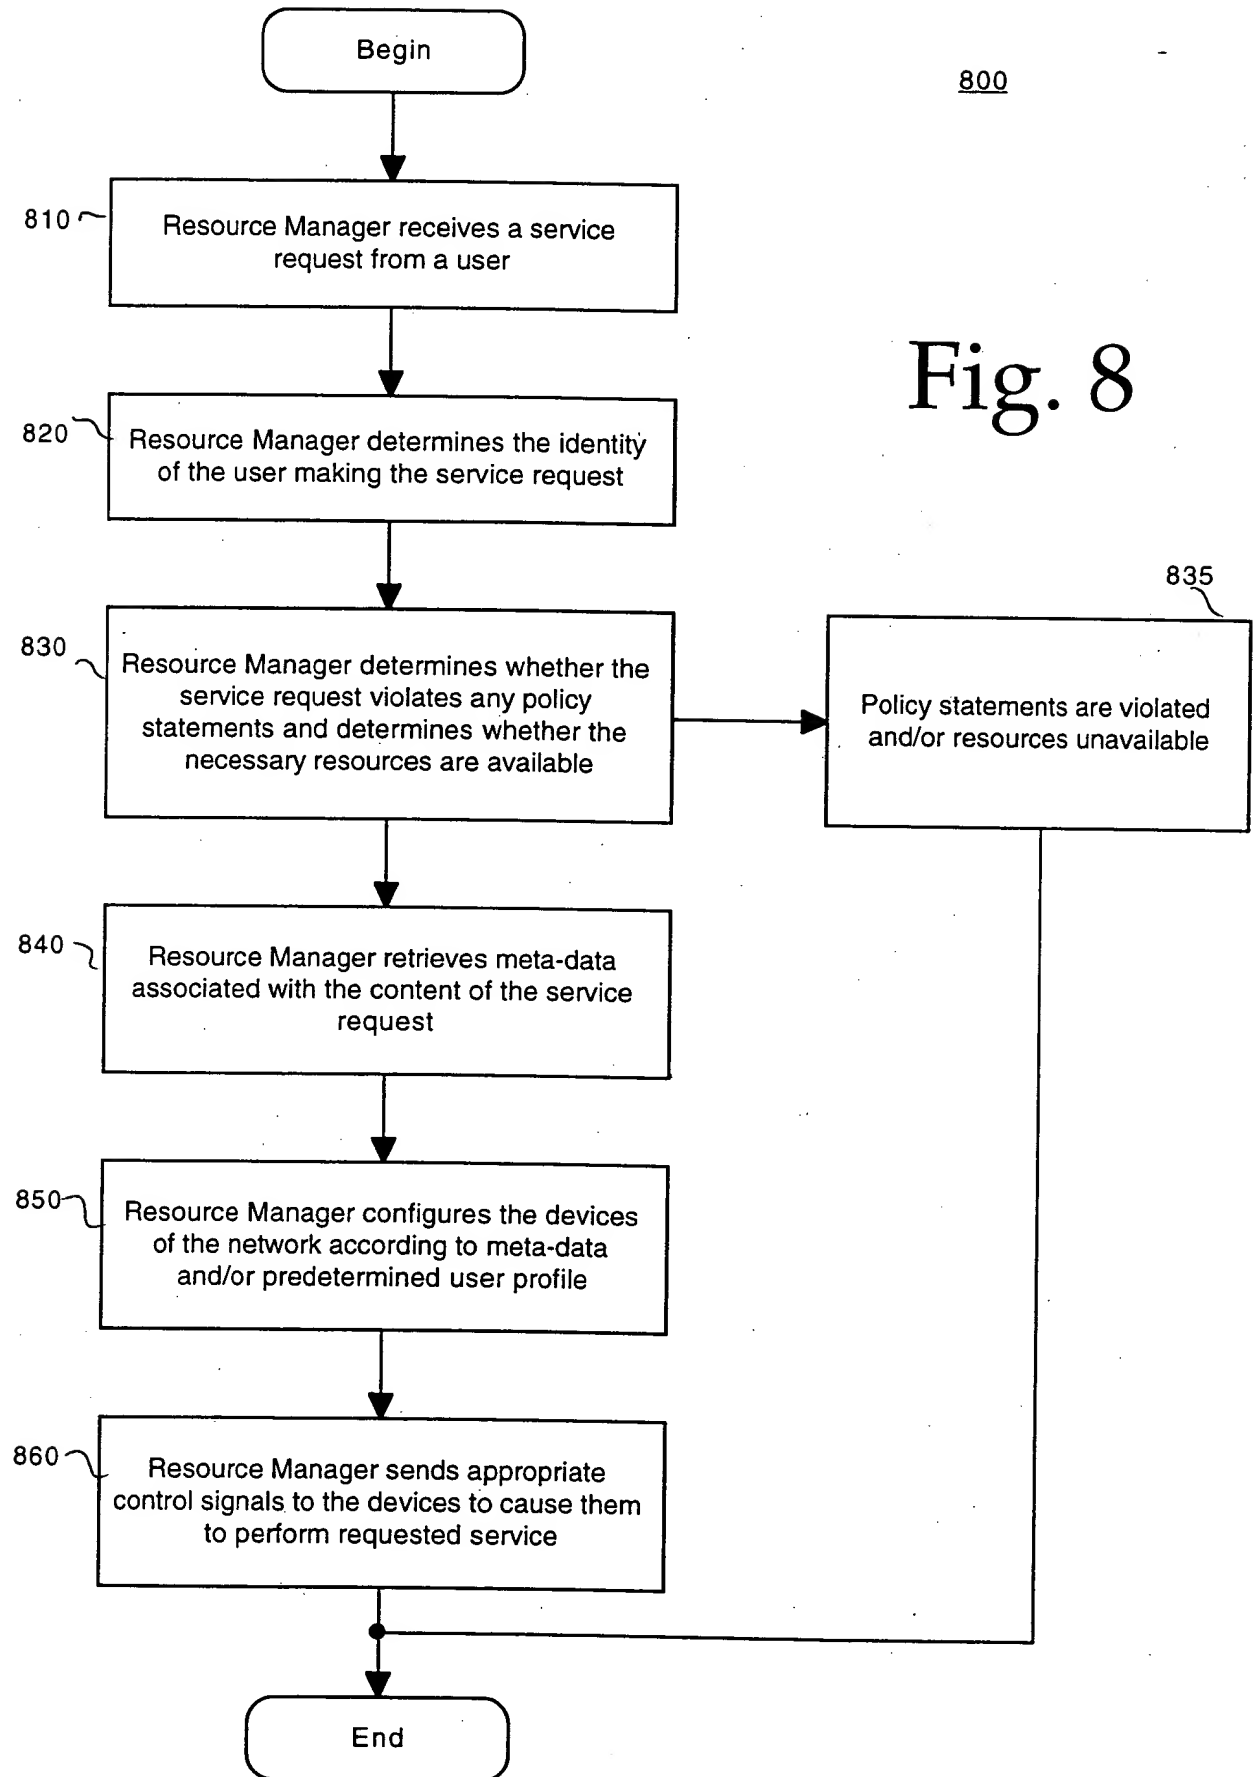 Begin
800
810
Resource Manager receives a service
request from a user
Fig. 8
820
Resource Manager determines the identity
of the user making the service request
830
Resource Manager determines whether the
service request violates any policy
statements and determines whether the
necessary resources are available
835
Policy statements are violated
and/or resources unavailable
840
Resource Manager retrieves meta-data
associated with the content of the service
request
850
Resource Manager configures the devices
of the network according to meta-data
and/or predetermined user profile
860
Resource Manager sends appropriate
control signals to the devices to cause them
to perform requested service
End